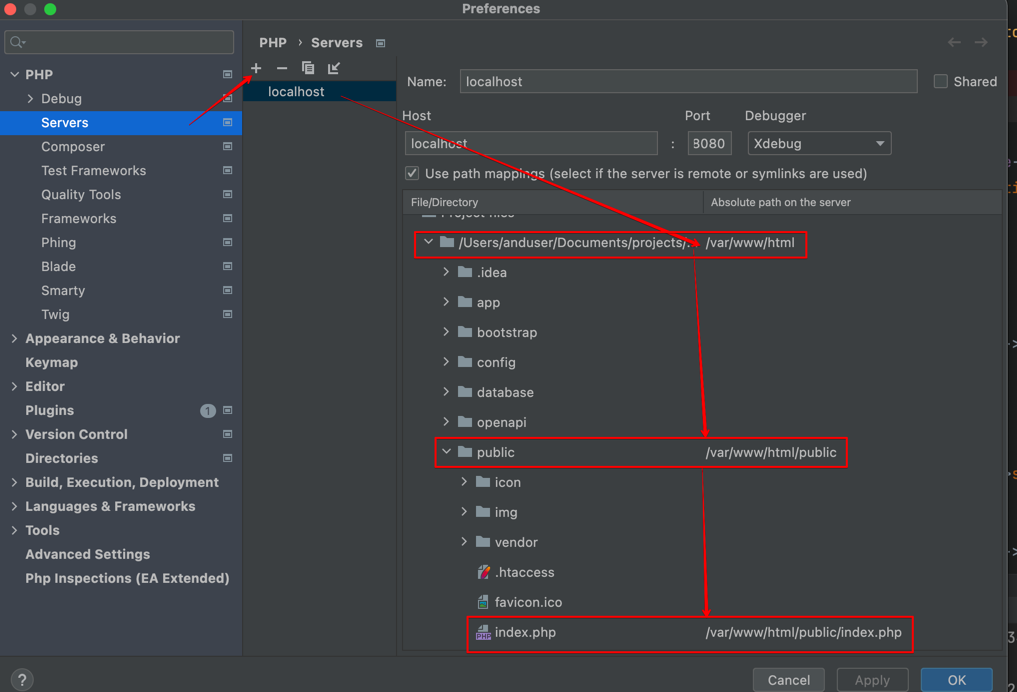 Preferences
PHP › Servers
PHP
Debug
Servers
Composer
Test Frameworks
Quality Tools
Frameworks
Phing
Blade
Smarty
Twig
Appearance & Behavior
Keymap
Editor
Plugins 1
Version Control
Directories
Build, Execution, Deployment
Languages & Frameworks
Tools
Advanced Settings
Php Inspections (EA Extended)
localhost
Name: localhost Shared
Host Port Debugger
localhost : 8080 Xdebug
Use path mappings (select if the server is remote or symlinks are used)
File/Directory Absolute path on the server
Project files
/Users/anduser/Documents/projects/... /var/www/html
.idea
app
bootstrap
config
database
openapi
public /var/www/html/public
icon
img
vendor
.htaccess
favicon.ico
index.php /var/www/html/public/index.php
? Cancel Apply OK